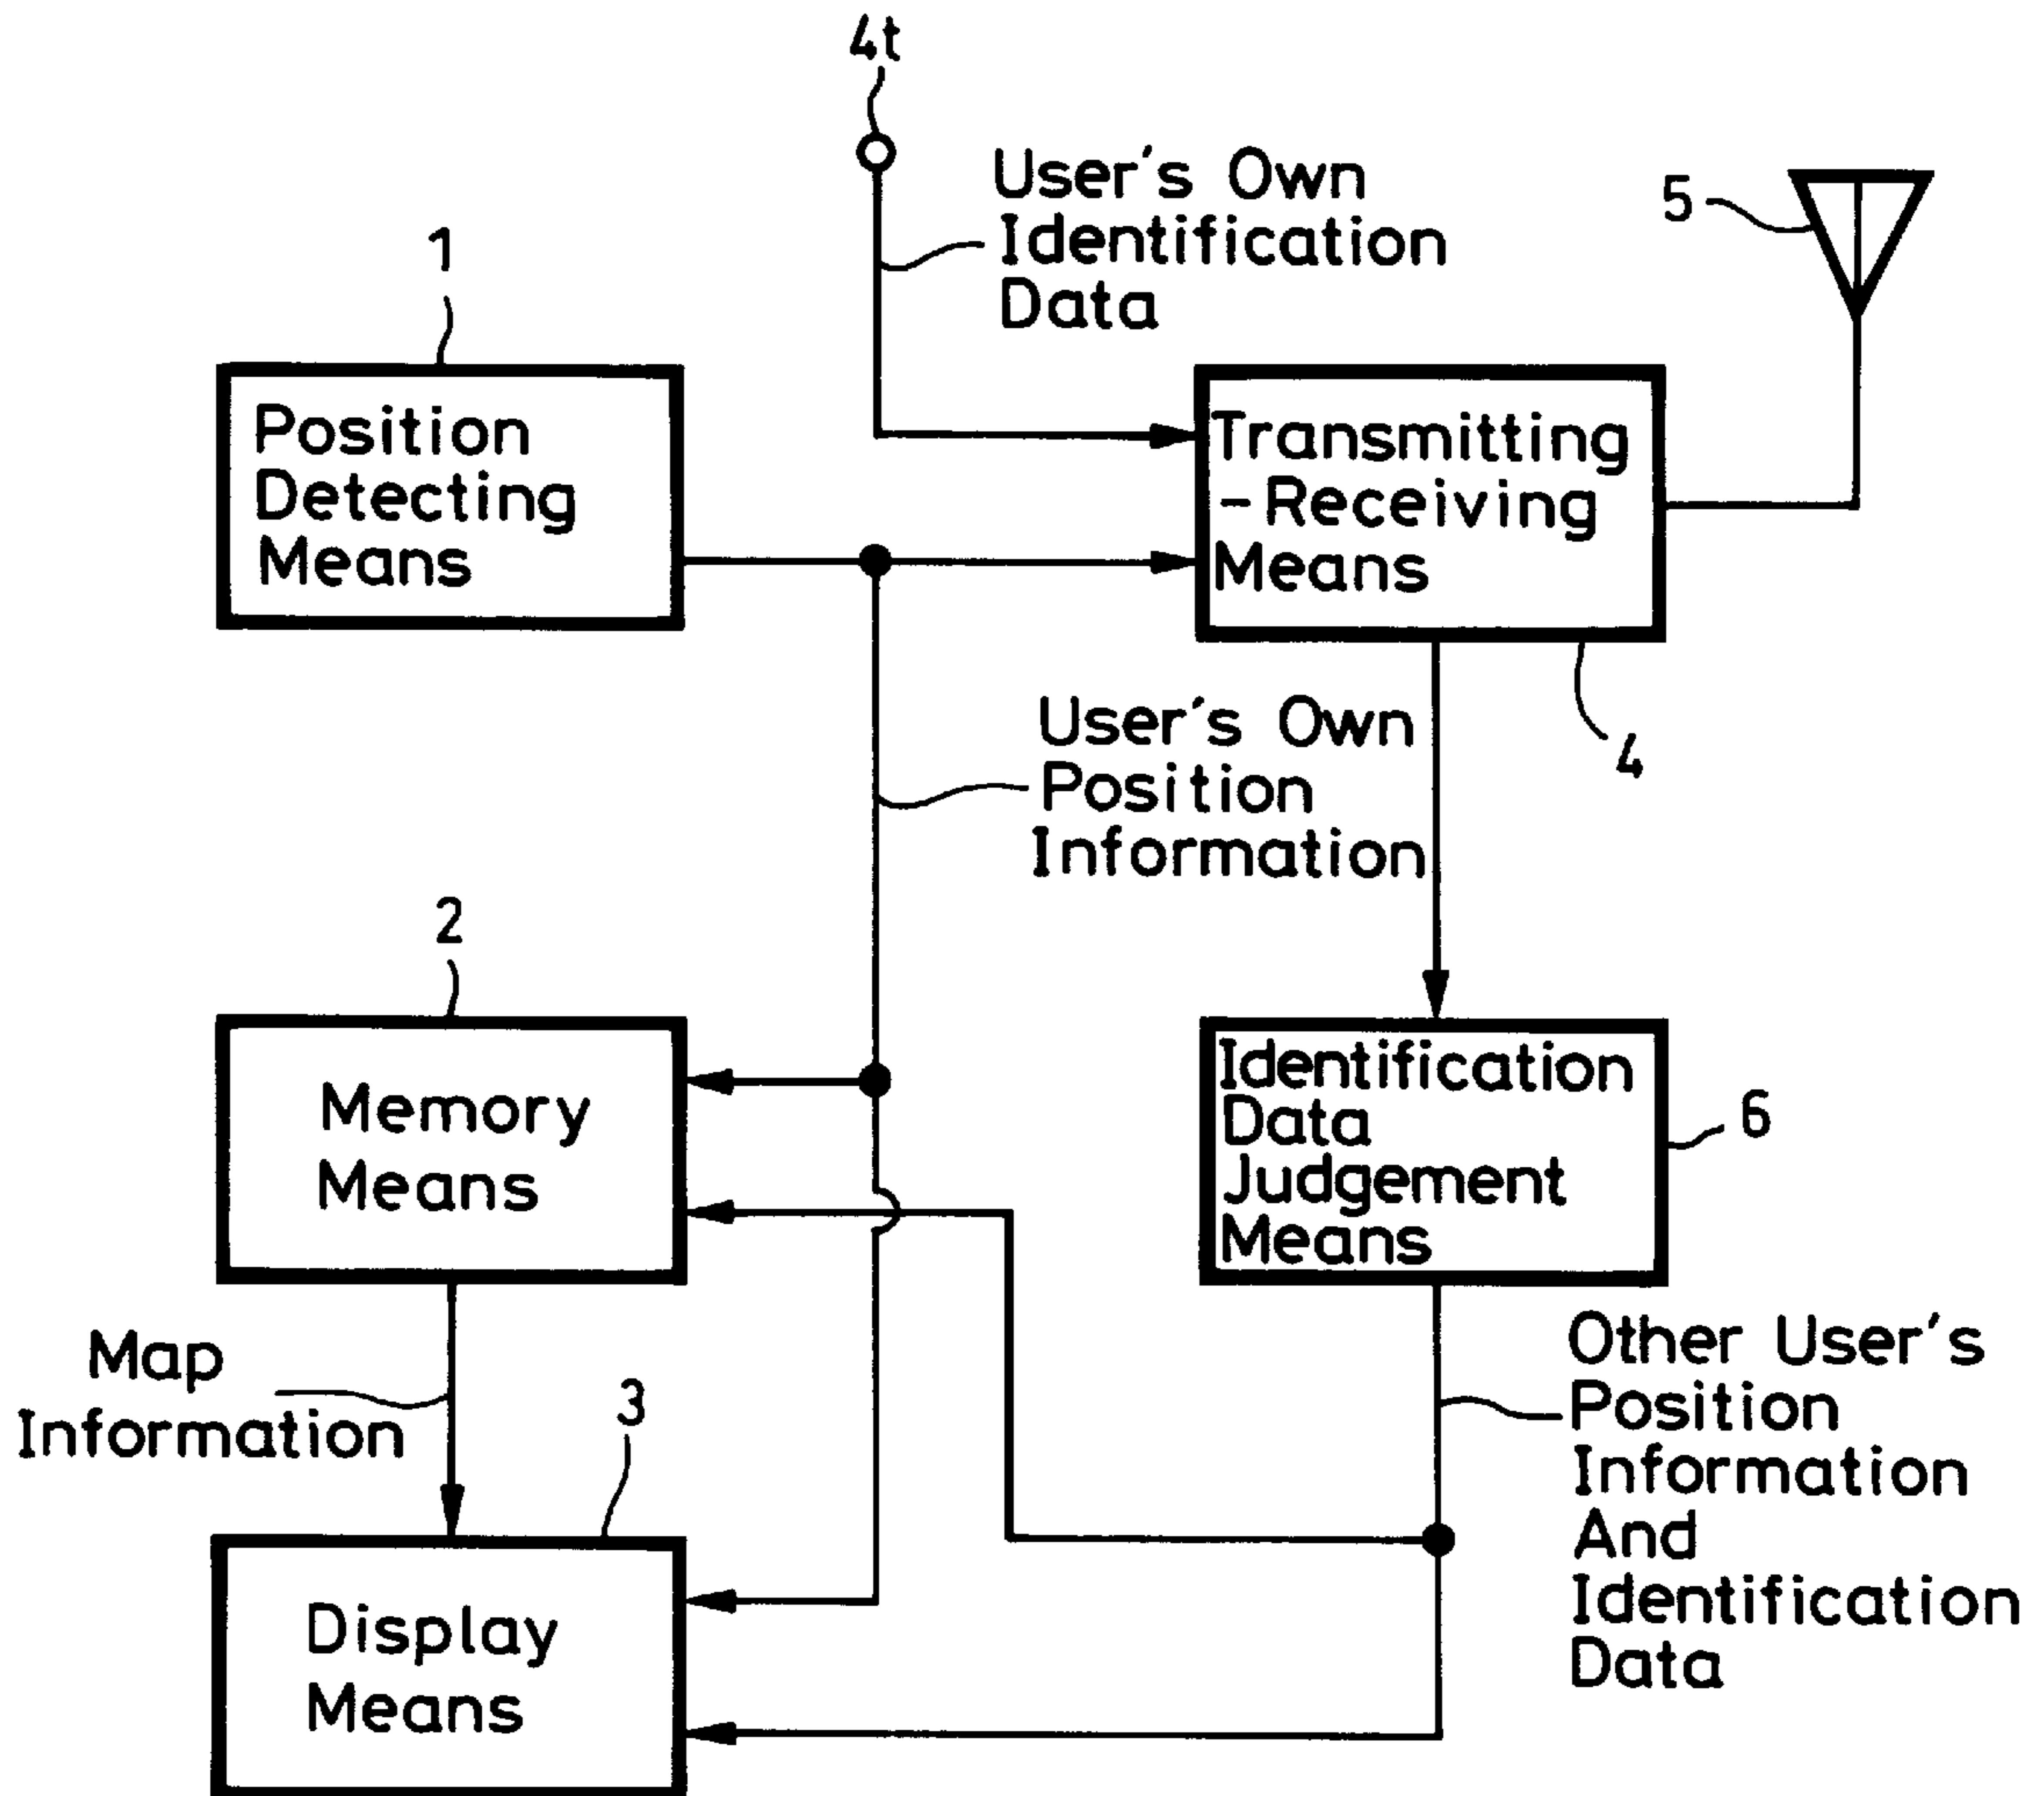 4t
User's Own
Identification
Data
5
1
Position
Detecting
Means
Transmitting
-Receiving
Means
4
User's Own
Position
Information
2
Memory
Means
Identification
Data
Judgement
Means
6
Map
Information
3
Other User's
Position
Information
And
Identification
Data
Display
Means